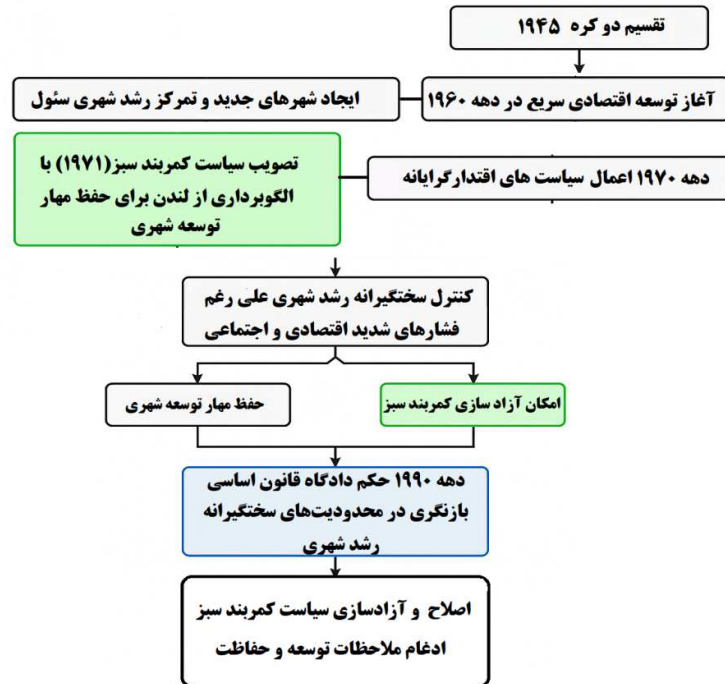 تقسیم دو کره ۱۹۴۵
آغاز توسعه اقتصادی سریع در دهه ۱۹۶۰
ایجاد شهرهای جدید و تمرکز رشد شهری سئول
دهه ۱۹۷۰ اعمال سیاست های اقتدارگرایانه
تصویب سیاست کمربند سبز(۱۹۷۱) با
الگوبرداری از لندن برای حفظ مهار
توسعه شهری
کنترل سختگیرانه رشد شهری علی رغم
فشارهای شدید اقتصادی و اجتماعی
امکان آزاد سازی کمربند سبز
حفظ مهار توسعه شهری
دهه ۱۹۹۰ حکم دادگاه قانون اساسی
بازنگری در محدودیت‌های سختگیرانه
رشد شهری
اصلاح و آزادسازی سیاست کمربند سبز
ادغام ملاحظات توسعه و حفاظت